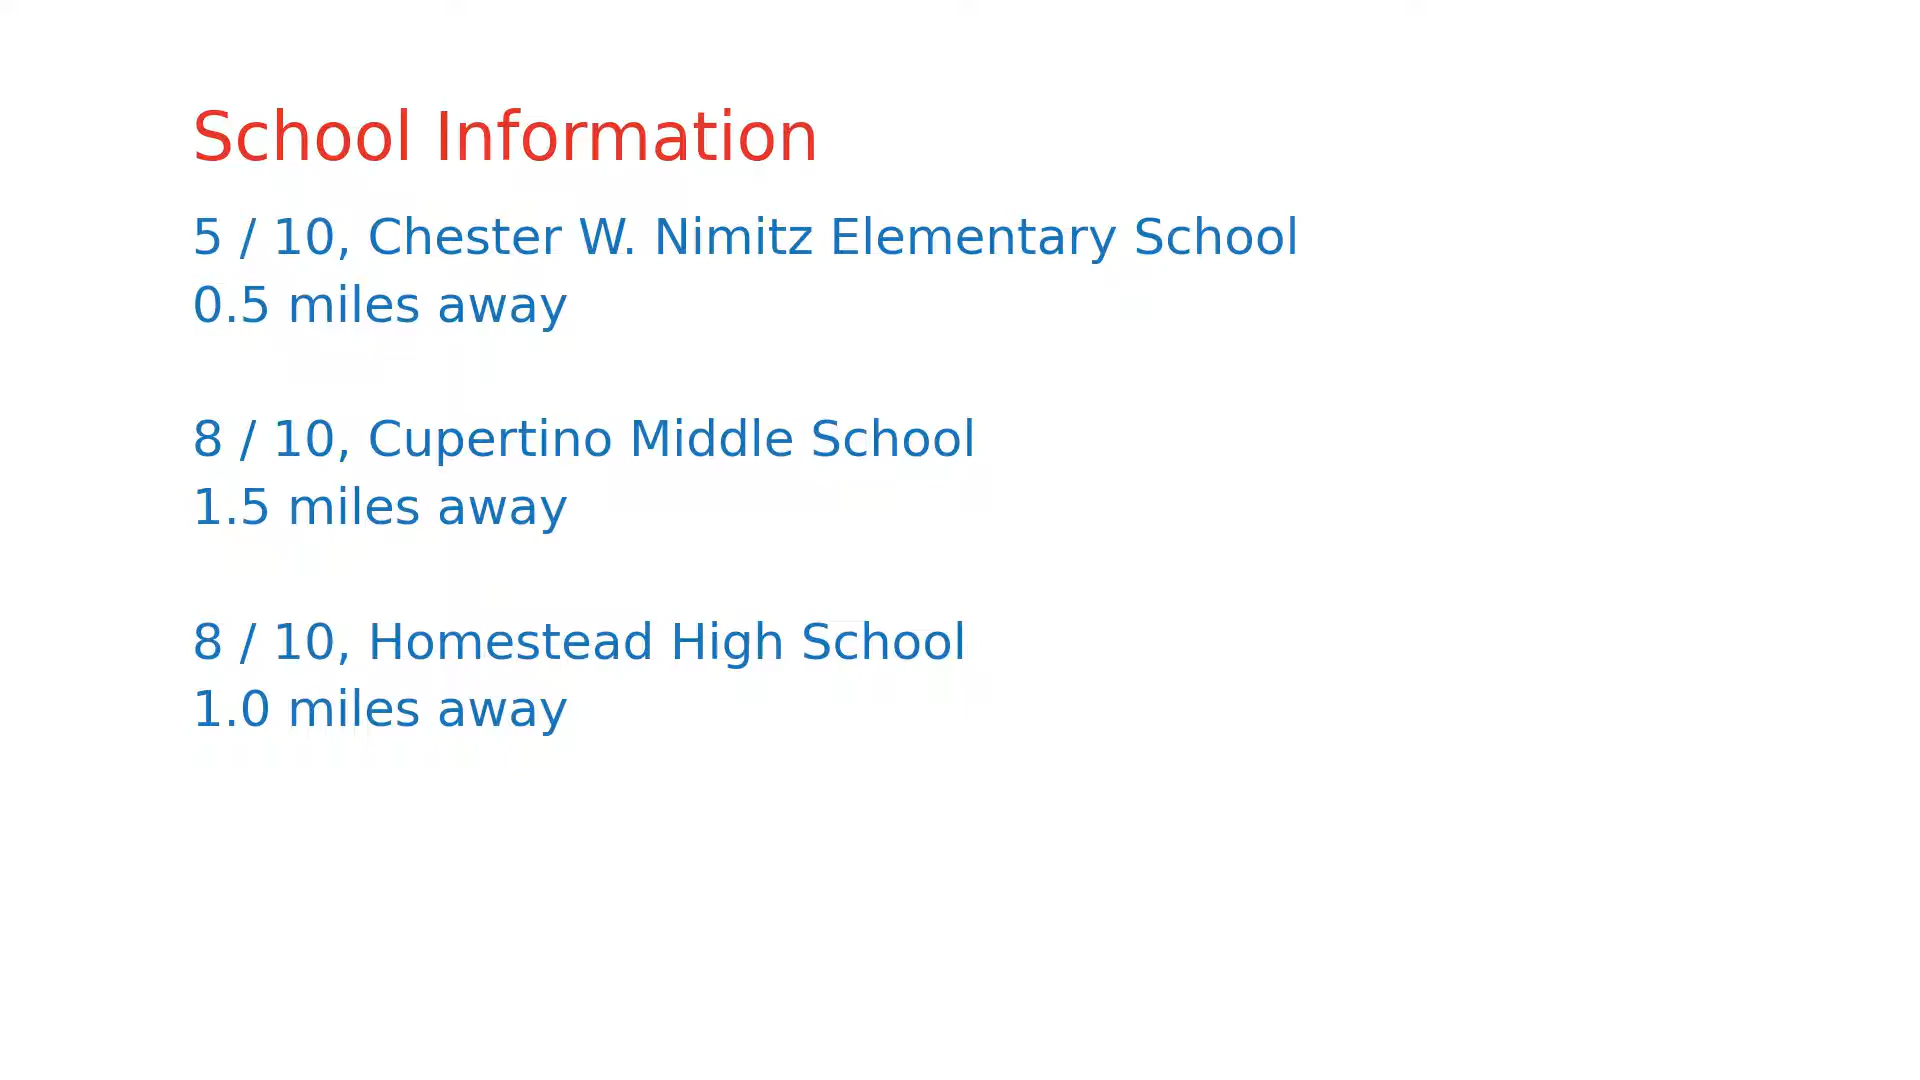 School Information
5 / 10, Chester W. Nimitz Elementary School
0.5 miles away
8 / 10, Cupertino Middle School
1.5 miles away
8 / 10, Homestead High School
1.0 miles away